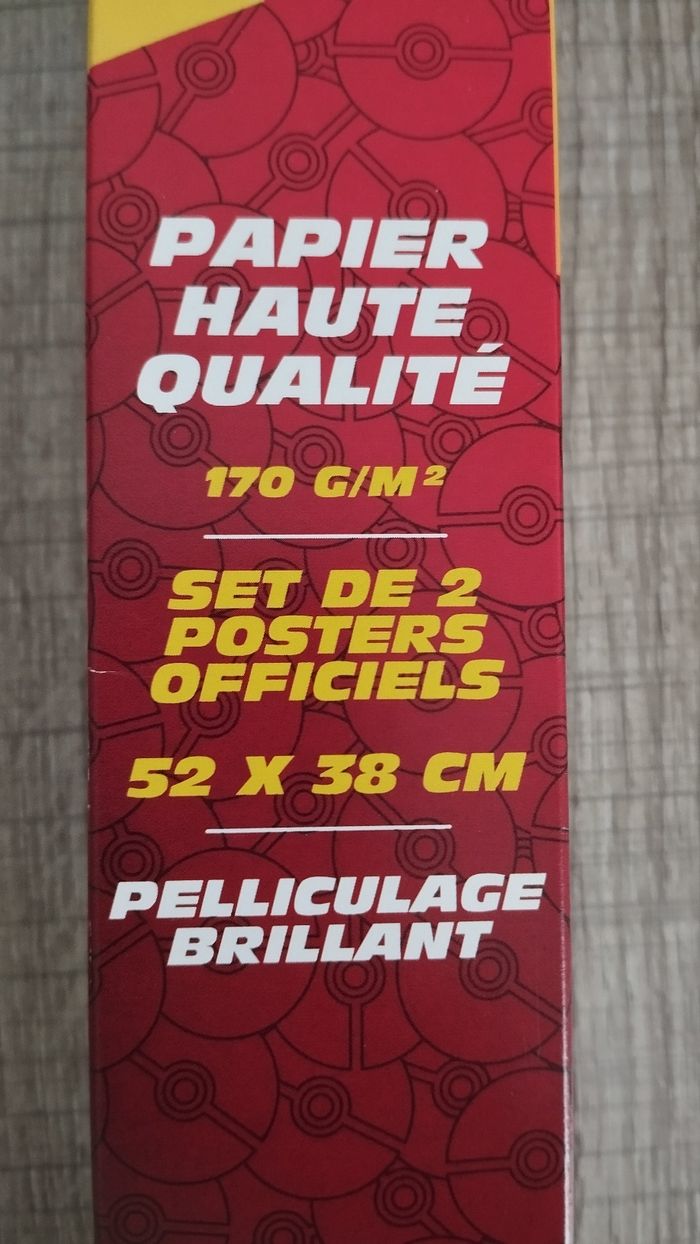 PAPIER
HAUTE
QUALITÉ
170 G/M²
SET DE 2
POSTERS
OFFICIELS
52 X 38 CM
PELLICULAGE
BRILLANT